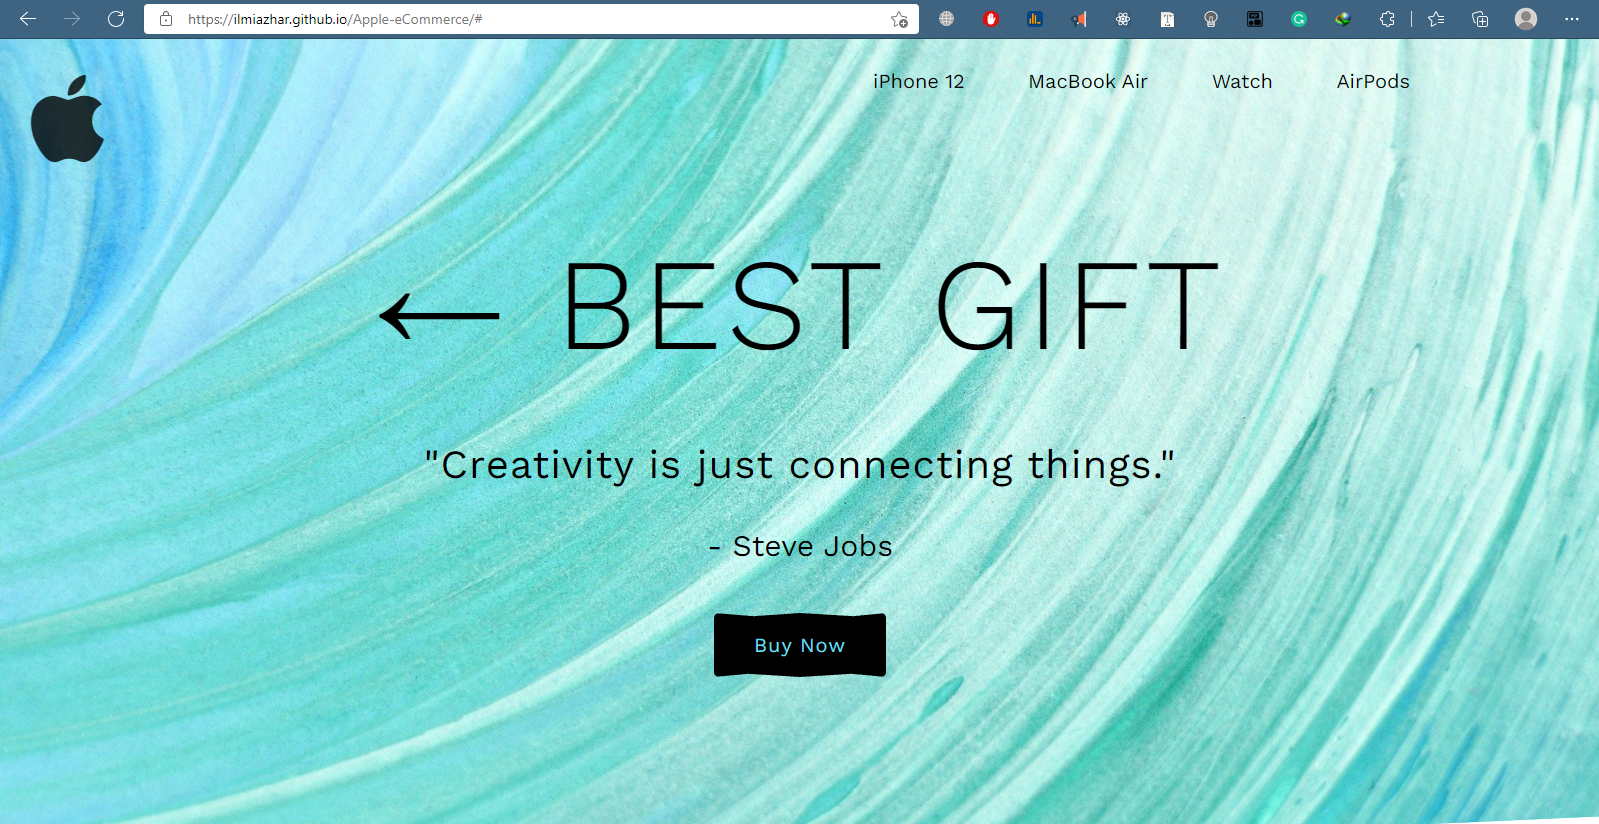 https://ilmiazhar.github.io/Apple-eCommerce/#
iPhone 12 MacBook Air Watch AirPods
← BEST GIFT
"Creativity is just connecting things."
- Steve Jobs
Buy Now